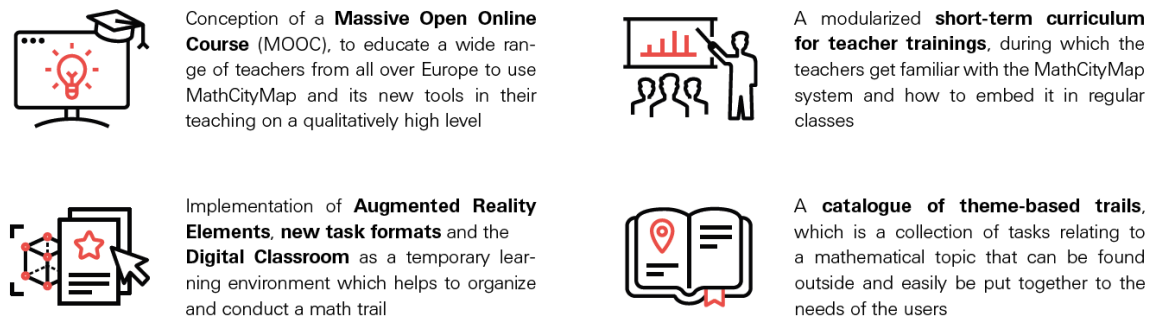 Conception of a Massive Open Online
Course (MOOC), to educate a wide ran-
ge of teachers from all over Europe to use
MathCityMap and its new tools in their
teaching on a qualitatively high level
A modularized short-term curriculum
for teacher trainings, during which the
teachers get familiar with the MathCityMap
system and how to embed it in regular
classes
Implementation of Augmented Reality
Elements, new task formats and the
Digital Classroom as a temporary lear-
ning environment which helps to organize
and conduct a math trail
A catalogue of theme-based trails,
which is a collection of tasks relating to
a mathematical topic that can be found
outside and easily be put together to the
needs of the users